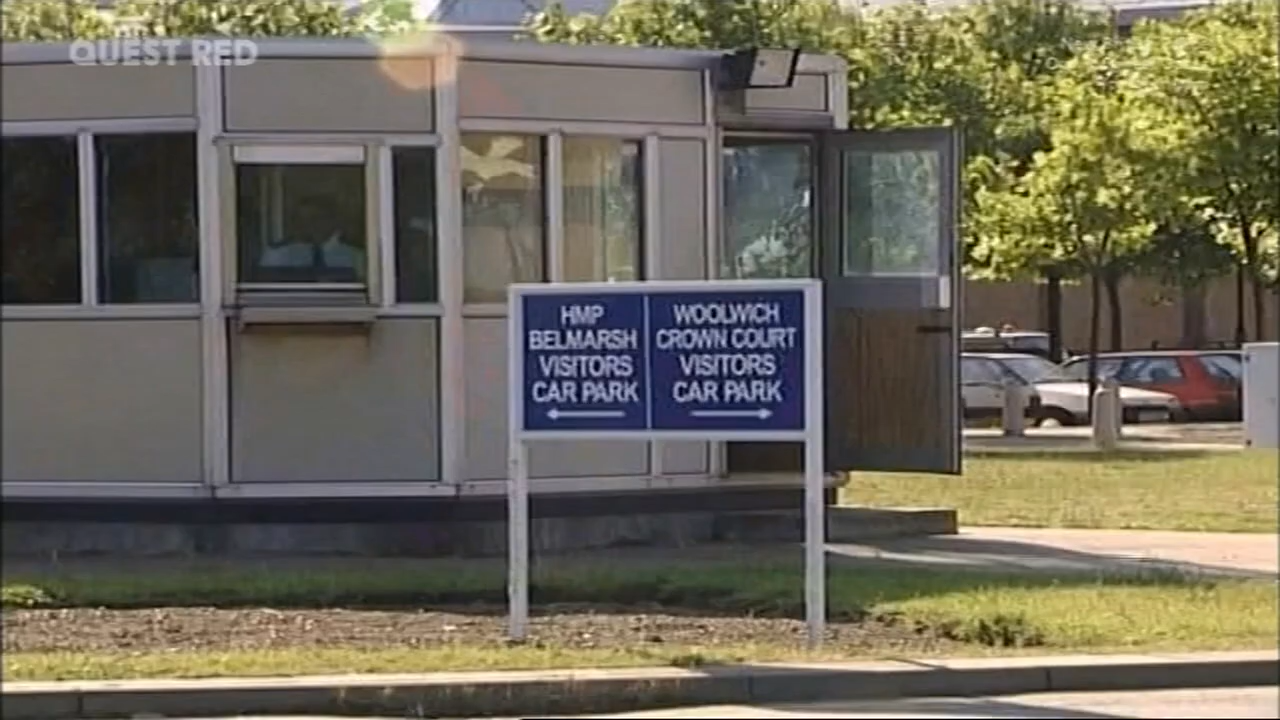 QUEST RED
HMP
BELMARSH
VISITORS
CAR PARK
WOOLWICH
CROWN COURT
VISITORS
CAR PARK